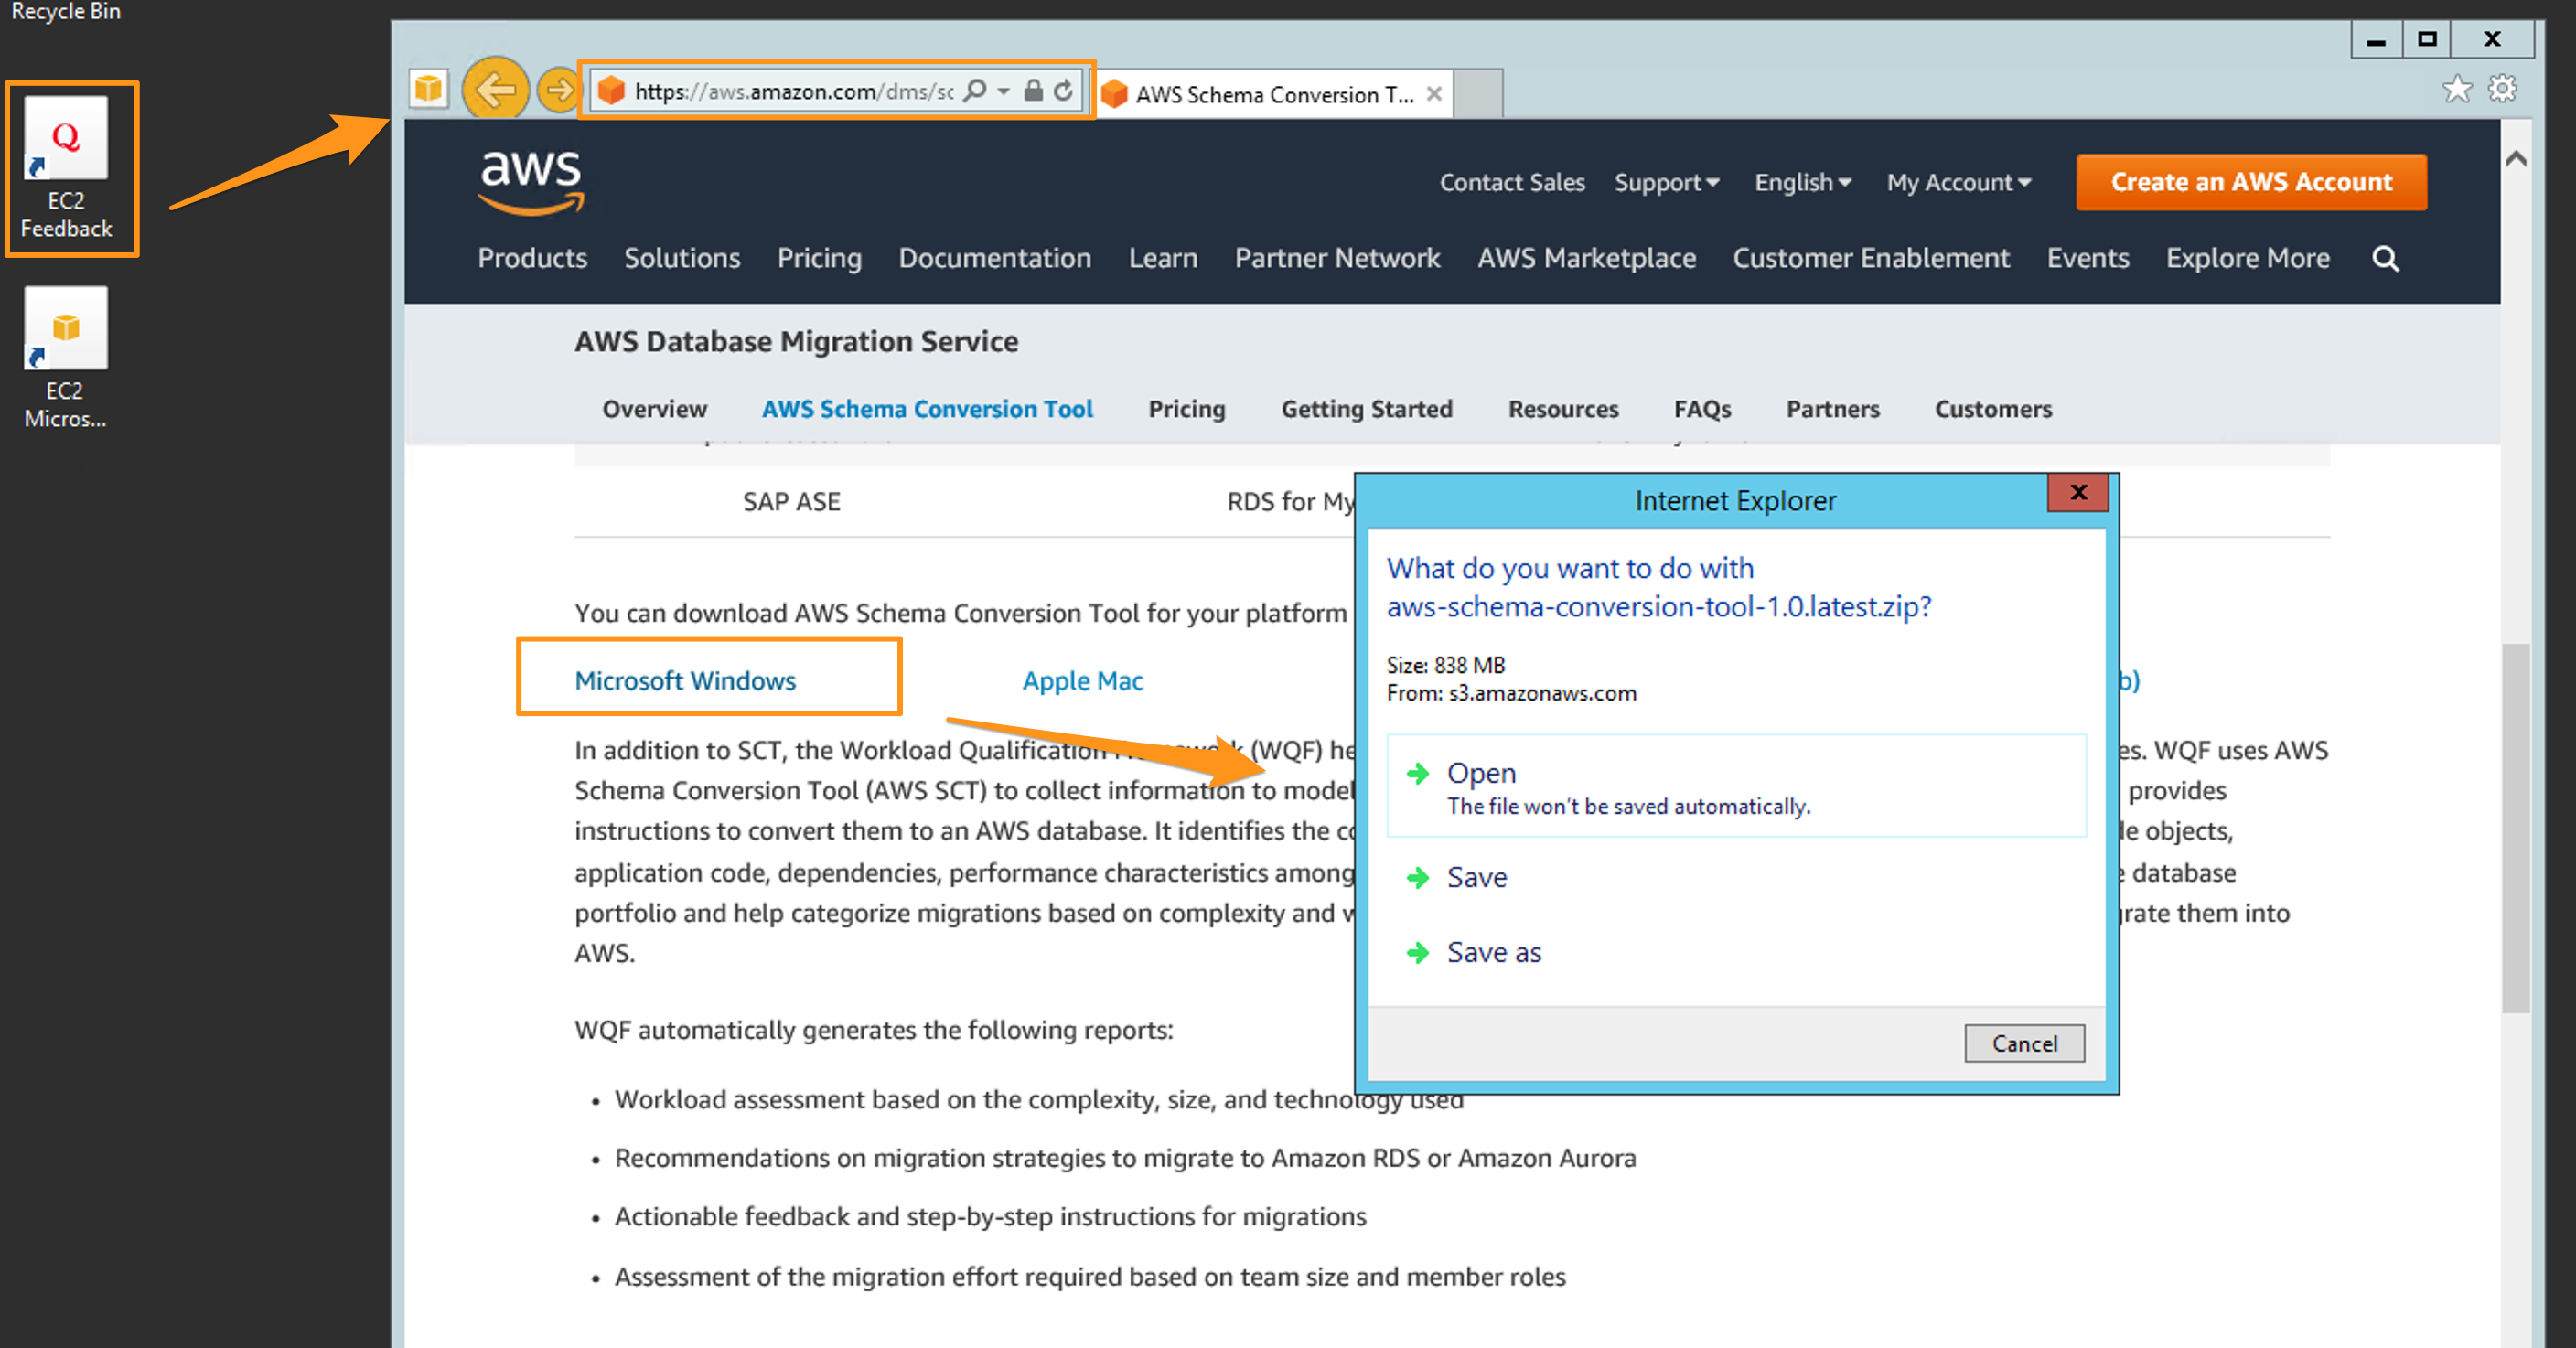 Recycle Bin
EC2
Feedback
EC2
Micros...
https://aws.amazon.com/dms/sc
AWS Schema Conversion T...
aws
Contact Sales Support English My Account Create an AWS Account
Products Solutions Pricing Documentation Learn Partner Network AWS Marketplace Customer Enablement Events Explore More
AWS Database Migration Service
Overview AWS Schema Conversion Tool Pricing Getting Started Resources FAQs Partners Customers
SAP ASE RDS for My
You can download AWS Schema Conversion Tool for your platform
Microsoft Windows Apple Mac b)
In addition to SCT, the Workload Qualification (WQF) he es. WQF uses AWS
Schema Conversion Tool (AWS SCT) to collect information to model provides
instructions to convert them to an AWS database. It identifies the co le objects,
application code, dependencies, performance characteristics among e database
portfolio and help categorize migrations based on complexity and w grate them into
AWS.
WQF automatically generates the following reports:
• Workload assessment based on the complexity, size, and technology used
• Recommendations on migration strategies to migrate to Amazon RDS or Amazon Aurora
• Actionable feedback and step-by-step instructions for migrations
• Assessment of the migration effort required based on team size and member roles
Internet Explorer
What do you want to do with
aws-schema-conversion-tool-1.0.latest.zip?
Size: 838 MB
From: s3.amazonaws.com
Open
The file won't be saved automatically.
Save
Save as
Cancel